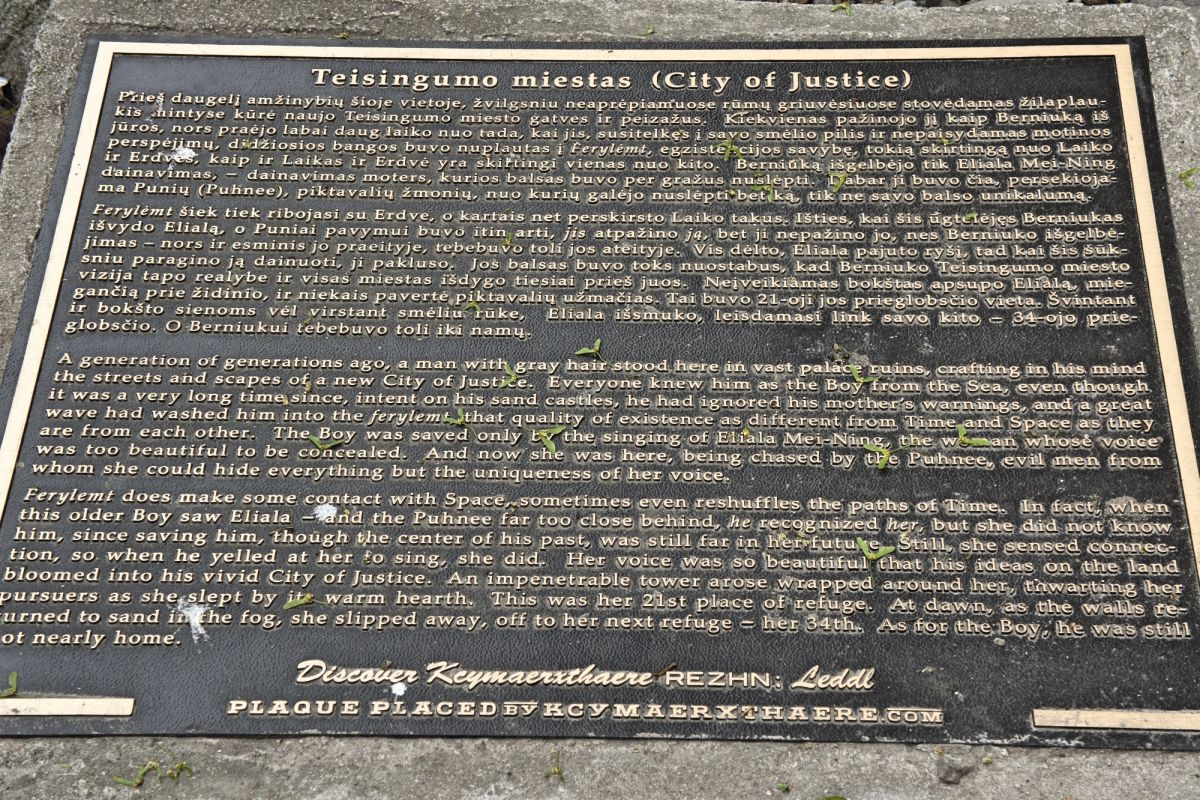 Teisingumo miestas (City of Justice)
Prieš daugelį amžinybių šioje vietoje, žvilgsniu neaprėpiamuose rūmų griuvėsiuose stovėdamas žilaplau-
kis mintyse kūrė naujo Teisingumo miesto gatves ir peizažus. Kiekvienas pažinojo jį kaip Berniuką iš
jūros, nors praėjo labai daug laiko nuo tada, kai jis, susitelkęs į savo smėlio pilis ir nepaisydamas motinos
perspėjimų, didžiosios bangos buvo nuplautas į ferylėmt, egzistencijos savybę, tokią skirtingą nuo Laiko
ir Erdvės, kaip ir Laikas ir Erdvė yra skirtingi vienas nuo kito. Berniuką išgelbėjo tik Eliala Mei-Ning
dainavimas, – dainavimas moters, kurios balsas buvo per gražus nuslėpti. Dabar ji buvo čia, persekioja-
ma Punių (Puhnee), piktavalių žmonių, nuo kurių galėjo nuslėpti betką, tik ne savo balso unikalumą.
Ferylėmt šiek tiek ribojasi su Erdve, o kartais net perskirsto Laiko takus. Išties, kai šis ūgtelėjęs Berniukas
išvydo Elialą, o Puniai pavymui buvo itin arti, jis atpažino ją, bet ji nepažino jo, nes Berniuko išgelbė-
jimas – nors ir esminis jo praeityje, tebebuvo toli jos ateityje. Vis dėlto, Eliala pajuto ryšį, tad kai šis šūk-
sniu paragino ją dainuoti, ji pakluso. Jos balsas buvo toks nuostabus, kad Berniuko Teisingumo miesto
vizija tapo realybe ir visas miestas išdygo tiesiai prieš juos. Neįveikiamas bokštas apsupo Elialą, mie-
gančią prie židinio, ir niekais pavertė piktavalių užmačias. Tai buvo 21-oji jos prieglobsčio vieta. Švintant
ir bokšto sienoms vėl virstant smėliu rūke, Eliala išsmuko, leisdamasi link savo kito – 34-ojo prie-
globsčio. O Berniukui tebebuvo toli iki namų.
A generation of generations ago, a man with gray hair stood here in vast palace ruins, crafting in his mind
the streets and scapes of a new City of Justice. Everyone knew him as the Boy from the Sea, even though
it was a very long time since, intent on his sand castles, he had ignored his mother's warnings, and a great
wave had washed him into the ferylemt, that quality of existence as different from Time and Space as they
are from each other. The Boy was saved only by the singing of Eliala Mei-Ning, the woman whose voice
was too beautiful to be concealed. And now she was here, being chased by the Puhnee, evil men from
whom she could hide everything but the uniqueness of her voice.
Ferylemt does make some contact with Space, sometimes even reshuffles the paths of Time. In fact, when
this older Boy saw Eliala – and the Puhnee far too close behind, he recognized her, but she did not know
him, since saving him, though the center of his past, was still far in her future. Still, she sensed connec-
tion, so when he yelled at her to sing, she did. Her voice was so beautiful that his ideas on the land
bloomed into his vivid City of Justice. An impenetrable tower arose wrapped around her, thwarting her
pursuers as she slept by its warm hearth. This was her 21st place of refuge. At dawn, as the walls re-
turned to sand in the fog, she slipped away, off to her next refuge – her 34th. As for the Boy, he was still
not nearly home.
Discover Kcymaerxthaere REZHN: Leddl
PLAQUE PLACED BY KCYMAERXTHAERE.COM